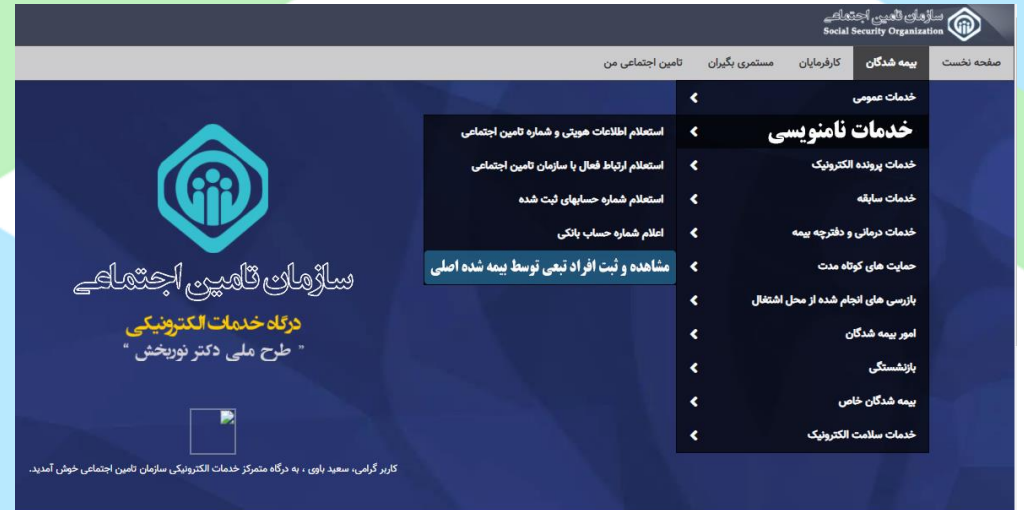 سازمان تامین اجتماعی
Social Security Organization
صفحه نخست
بیمه شدگان
کارفرمایان
مستمری بگیران
تامین اجتماعی من
خدمات عمومی
خدمات نامنویسی
خدمات پرونده الکترونیک
خدمات سابقه
خدمات درمانی و دفترچه بیمه
حمایت های کوتاه مدت
بازرسی های انجام شده از محل اشتغال
امور بیمه شدگان
بازنشستگی
بیمه شدگان خاص
خدمات سلامت الکترونیک
استعلام اطلاعات هویتی و شماره تامین اجتماعی
استعلام ارتباط فعال با سازمان تامین اجتماعی
استعلام شماره حسابهای ثبت شده
اعلام شماره حساب بانکی
مشاهده و ثبت افراد تبعی توسط بیمه شده اصلی
سازمان تامین اجتماعی
درگاه خدمات الکترونیکی
" طرح ملی دکتر نوربخش "
کاربر گرامی، سعید باوی ، به درگاه متمرکز خدمات الکترونیکی سازمان تامین اجتماعی خوش آمدید.